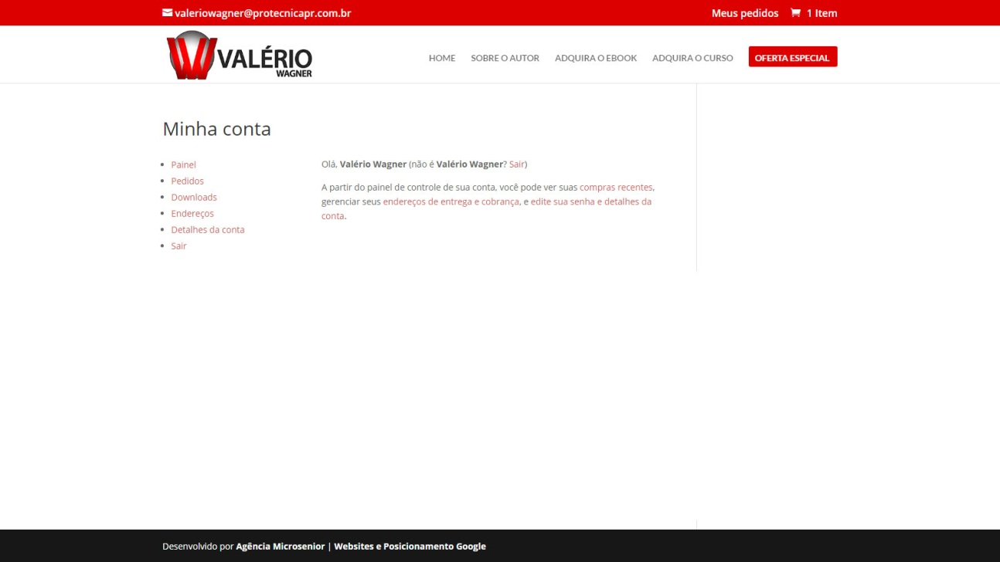 valeriowagner@protecnicapr.com.br
Meus pedidos
1 Item
VALÉRIO
WAGNER
HOME
SOBRE O AUTOR
ADQUIRA O EBOOK
ADQUIRA O CURSO
OFERTA ESPECIAL
Minha conta
Painel
Pedidos
Downloads
Endereços
Detalhes da conta
Sair
Olá, Valério Wagner (não é Valério Wagner? Sair)
A partir do painel de controle de sua conta, você pode ver suas compras recentes,
gerenciar seus endereços de entrega e cobrança, e edite sua senha e detalhes da
conta.
Desenvolvido por Agência Microsenior | Websites e Posicionamento Google